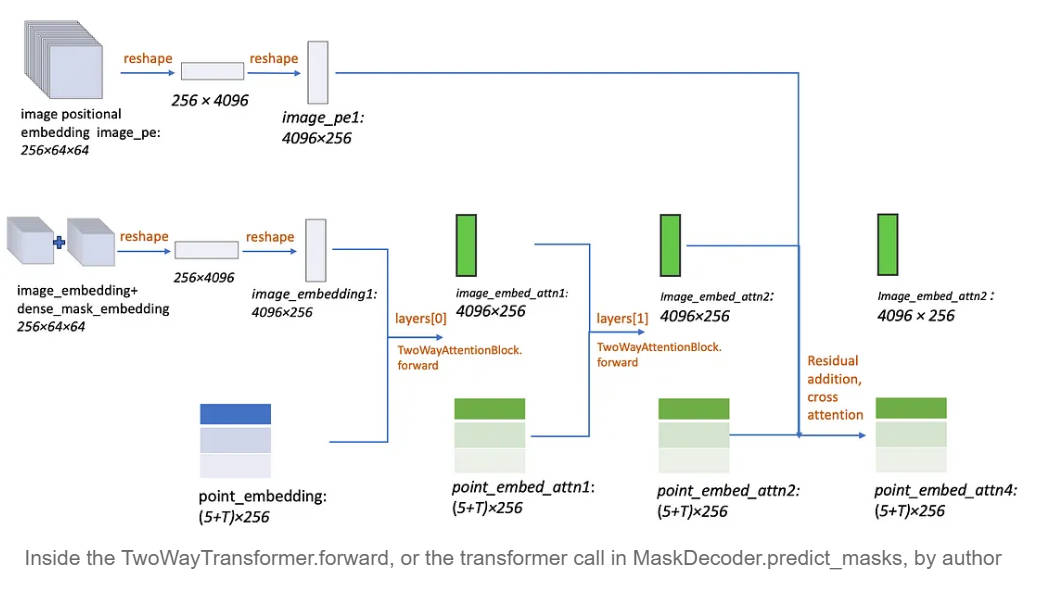 reshape
reshape
256 × 4096
image positional
embedding image_pe:
256×64×64
image_pe1:
4096×256
reshape
reshape
256×4096
image_embedding+
dense_mask_embedding
256×64×64
image_embedding1:
4096×256
layers[0]
TwoWayAttentionBlock.
forward
image_embed_attn1:
4096×256
layers[1]
TwoWayAttentionBlock.
forward
Image_embed_attn2:
4096×256
Image_embed_attn2:
4096 × 256
Residual
addition,
cross
attention
point_embedding:
(5+T)×256
point_embed_attn1:
(5+T)×256
point_embed_attn2:
(5+T)×256
point_embed_attn4:
(5+T)×256
Inside the TwoWayTransformer.forward, or the transformer call in MaskDecoder.predict_masks, by author